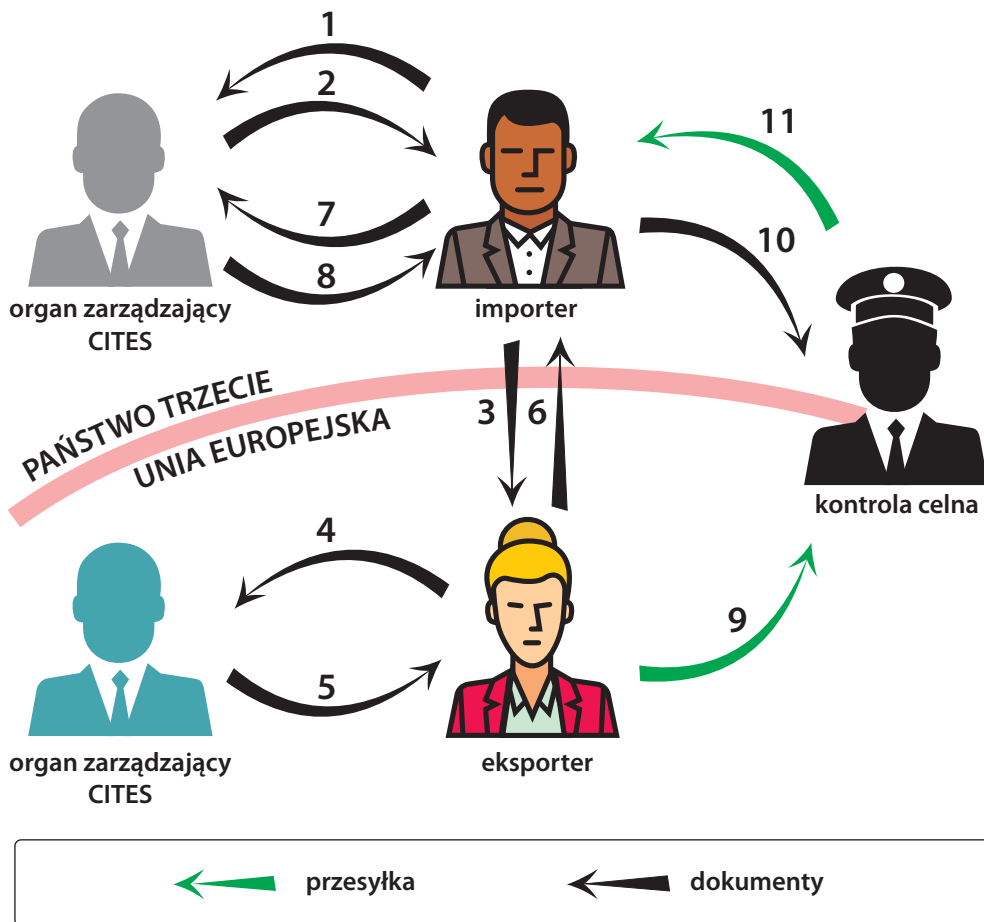 1
2
11
7
10
8
organ zarządzający
CITES
importer
PAŃSTWO TRZECIE
UNIA EUROPEJSKA
3 6
kontrola celna
4
9
5
organ zarządzający
CITES
eksporter
przesyłka
dokumenty